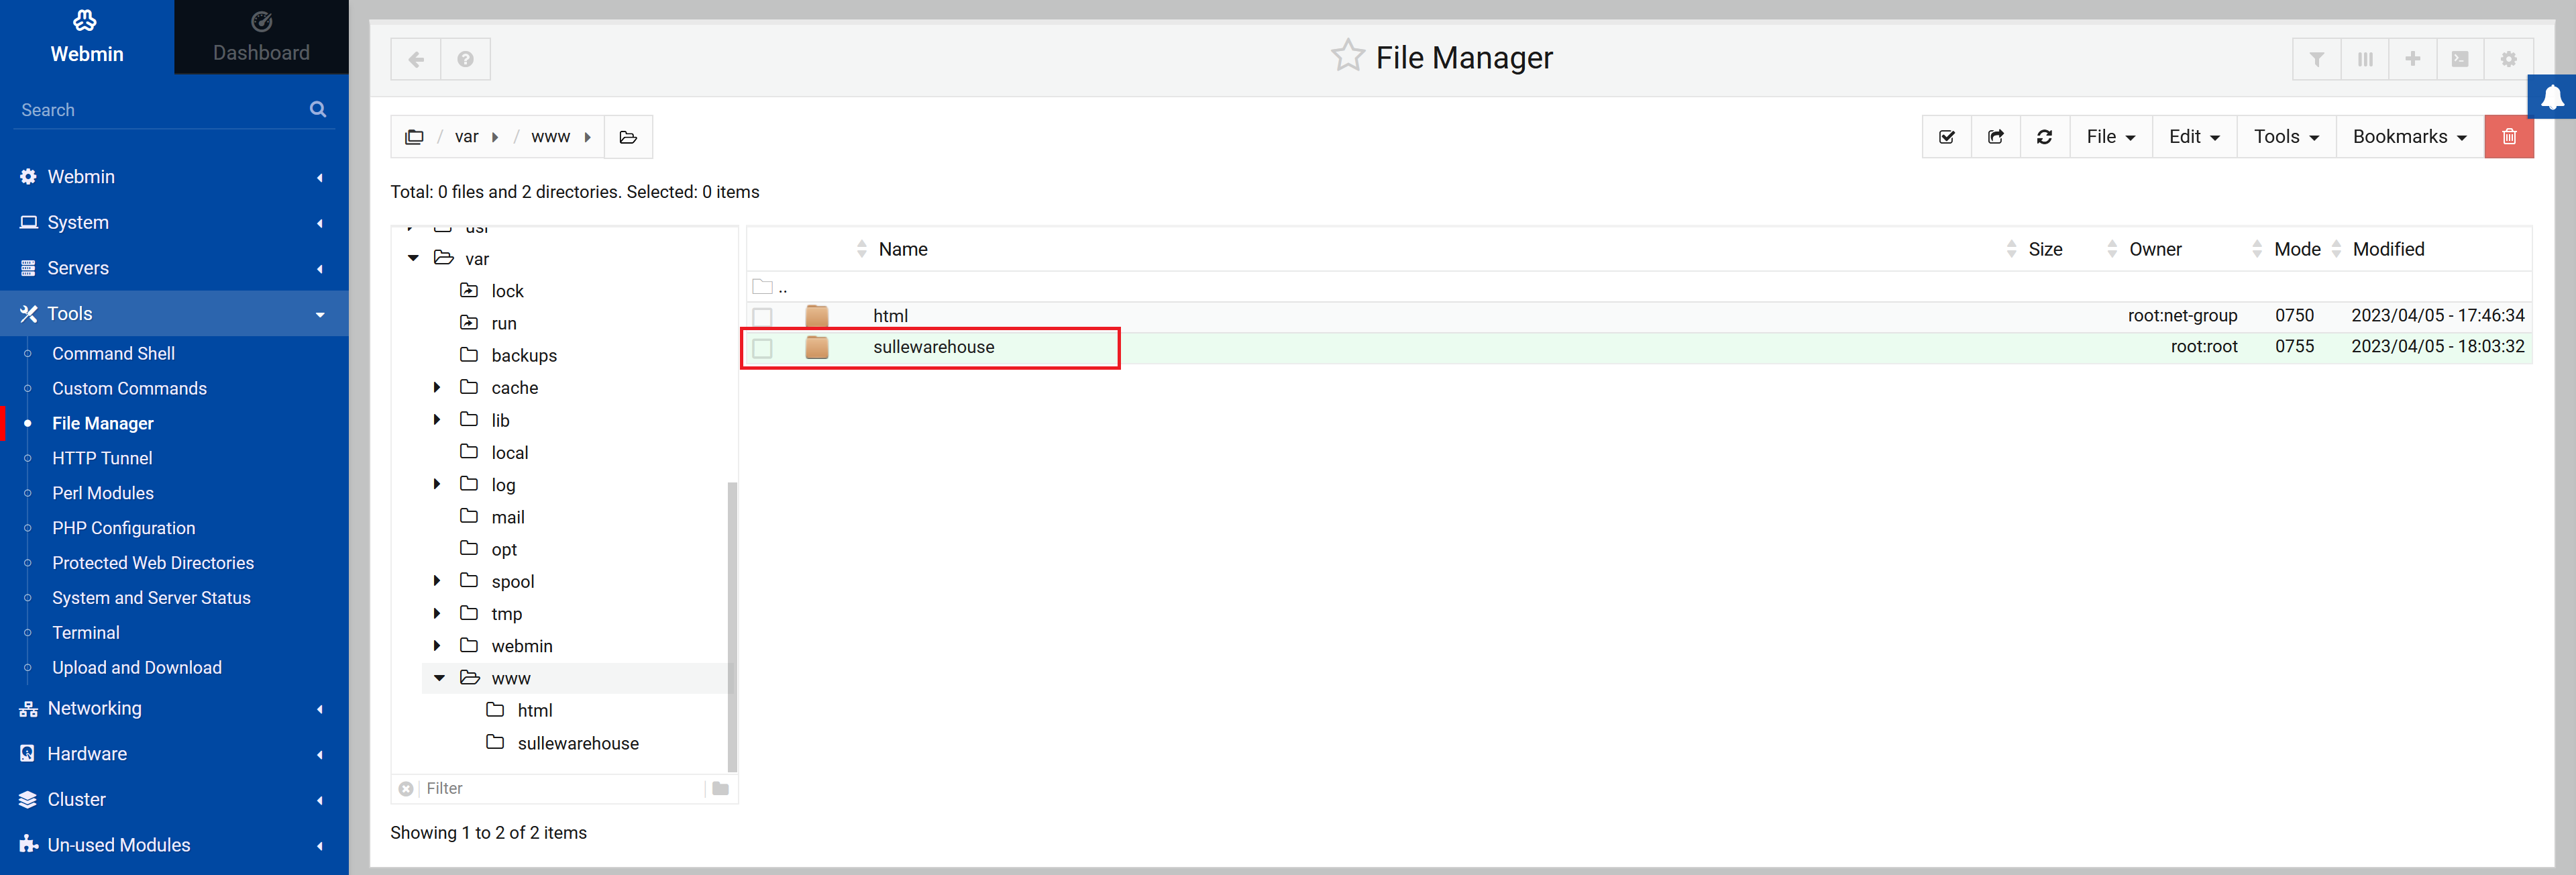 Webmin
Dashboard
Search
Webmin
System
Servers
Tools
Command Shell
Custom Commands
File Manager
HTTP Tunnel
Perl Modules
PHP Configuration
Protected Web Directories
System and Server Status
Terminal
Upload and Download
Networking
Hardware
Cluster
Un-used Modules
File Manager
/ var / www
File Edit Tools Bookmarks
Total: 0 files and 2 directories. Selected: 0 items
usr
var
lock
run
backups
cache
lib
local
log
mail
opt
spool
tmp
webmin
www
html
sullewarehouse
Filter
Name Size Owner Mode Modified
..
html root:net-group 0750 2023/04/05 - 17:46:34
sullewarehouse root:root 0755 2023/04/05 - 18:03:32
Showing 1 to 2 of 2 items